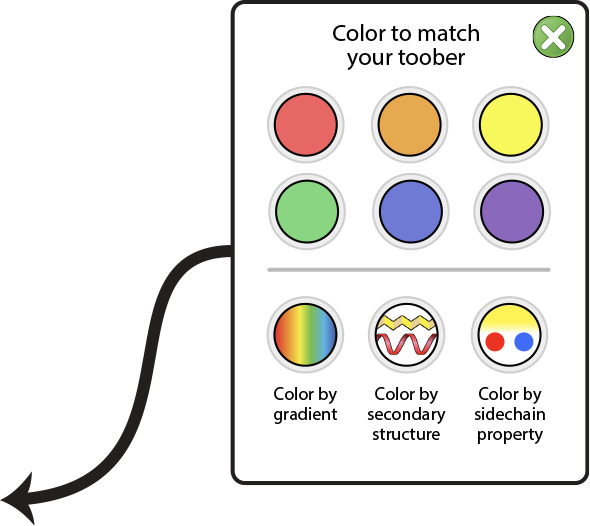 Color to match
your toober
Color by
gradient
Color by
secondary
structure
Color by
sidechain
property